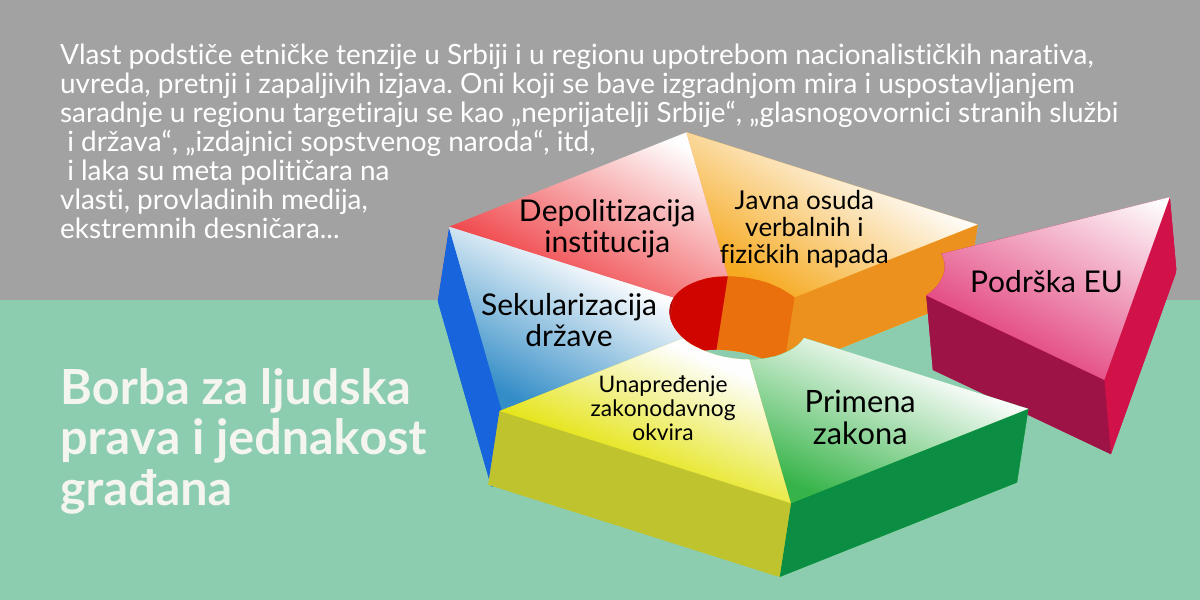 Vlast podstiče etničke tenzije u Srbiji i u regionu upotrebom nacionalističkih narativa,
uvreda, pretnji i zapaljivih izjava. Oni koji se bave izgradnjom mira i uspostavljanjem
saradnje u regionu targetiraju se kao „neprijatelji Srbije“, „glasnogovornici stranih službi
i država“, „izdajnici sopstvenog naroda“, itd,
i laka su meta političara na
vlasti, provladinih medija,
ekstremnih desničara...
Depolitizacija
institucija
Javna osuda
verbalnih i
fizičkih napada
Podrška EU
Sekularizacija
države
Unapređenje
zakonodavnog
okvira
Primena
zakona
Borba za ljudska
prava i jednakost
građana